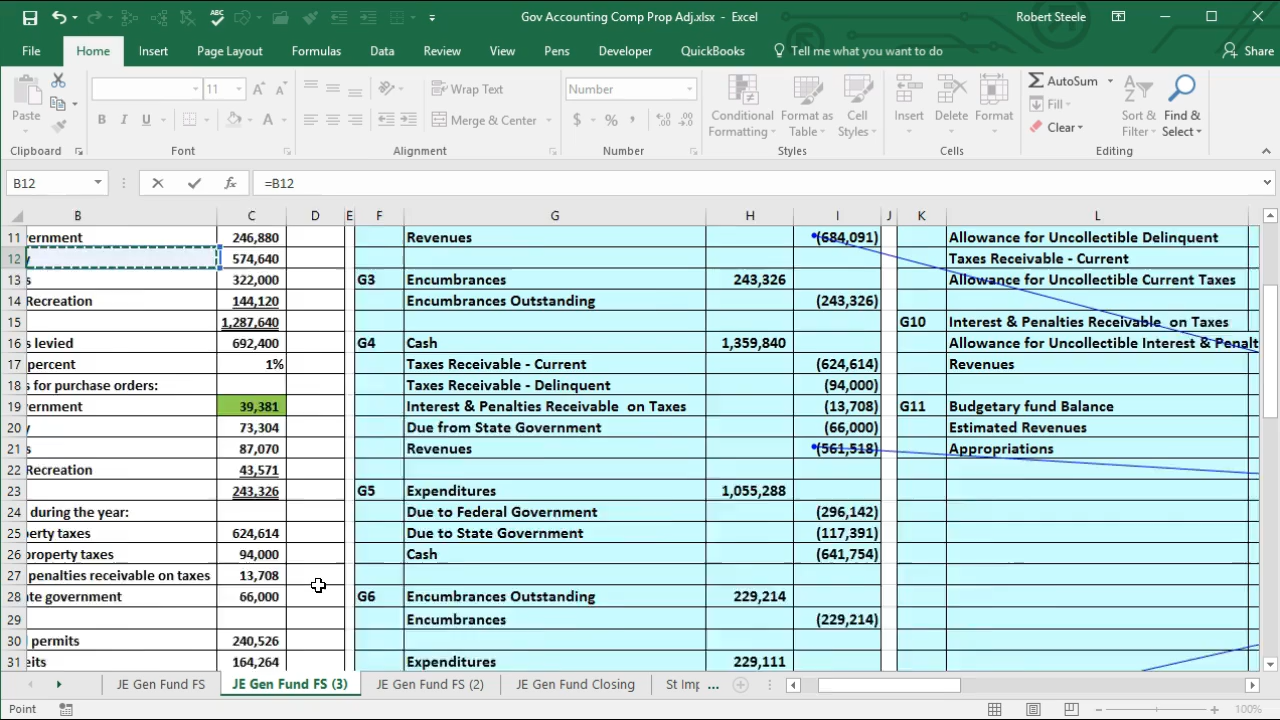 Gov Accounting Comp Prop Adj.xlsx - Excel
Robert Steele
File Home Insert Page Layout Formulas Data Review View Pens Developer QuickBooks Tell me what you want to do Share
Paste
Clipboard
11
B I U
Font
Wrap Text
Merge & Center
Alignment
Number
$ % ,
Number
Conditional Formatting
Format as Table
Cell Styles
Styles
Insert Delete Format
Cells
AutoSum
Fill
Clear
Sort & Filter
Find & Select
Editing
B12 fx =B12
B C D E F G H I J K L
11 ernment 246,880 Revenues (684,091) Allowance for Uncollectible Delinquent
12 574,640 Taxes Receivable - Current
13 s 322,000 G3 Encumbrances 243,326 Allowance for Uncollectible Current Taxes
14 Recreation 144,120 Encumbrances Outstanding (243,326)
15 1,287,640 G10 Interest & Penalties Receivable on Taxes
16 s levied 692,400 G4 Cash 1,359,840 Allowance for Uncollectible Interest & Penalt
17 percent 1% Taxes Receivable - Current (624,614) Revenues
18 s for purchase orders: Taxes Receivable - Delinquent (94,000)
19 ernment 39,381 Interest & Penalties Receivable on Taxes (13,708) G11 Budgetary fund Balance
20 y 73,304 Due from State Government (66,000) Estimated Revenues
21 s 87,070 Revenues (561,518) Appropriations
22 Recreation 43,571
23 243,326 G5 Expenditures 1,055,288
24 during the year: Due to Federal Government (296,142)
25 perty taxes 624,614 Due to State Government (117,391)
26 property taxes 94,000 Cash (641,754)
27 penalties receivable on taxes 13,708
28 te government 66,000 G6 Encumbrances Outstanding 229,214
29 Encumbrances (229,214)
30 permits 240,526
31 eits 164,264 Expenditures 229,111
JE Gen Fund FS JE Gen Fund FS (3) JE Gen Fund FS (2) JE Gen Fund Closing St Imp ...
Point 100%